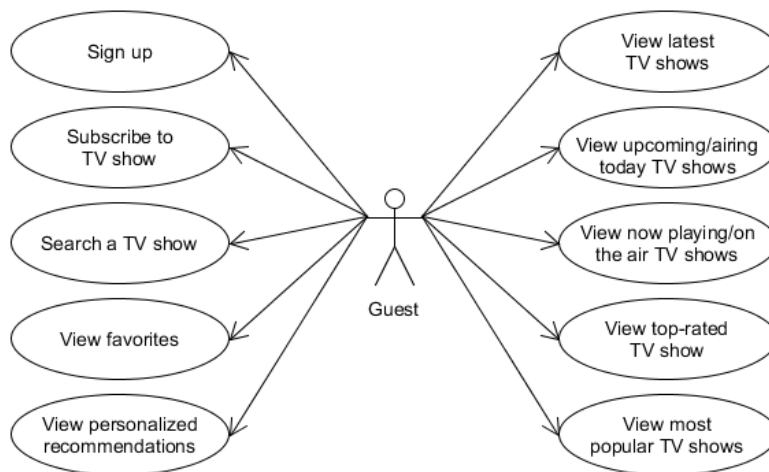 Sign up
Subscribe to
TV show
Search a TV show
View favorites
View personalized
recommendations
Guest
View latest
TV shows
View upcoming/airing
today TV shows
View now playing/on
the air TV shows
View top-rated
TV show
View most
popular TV shows